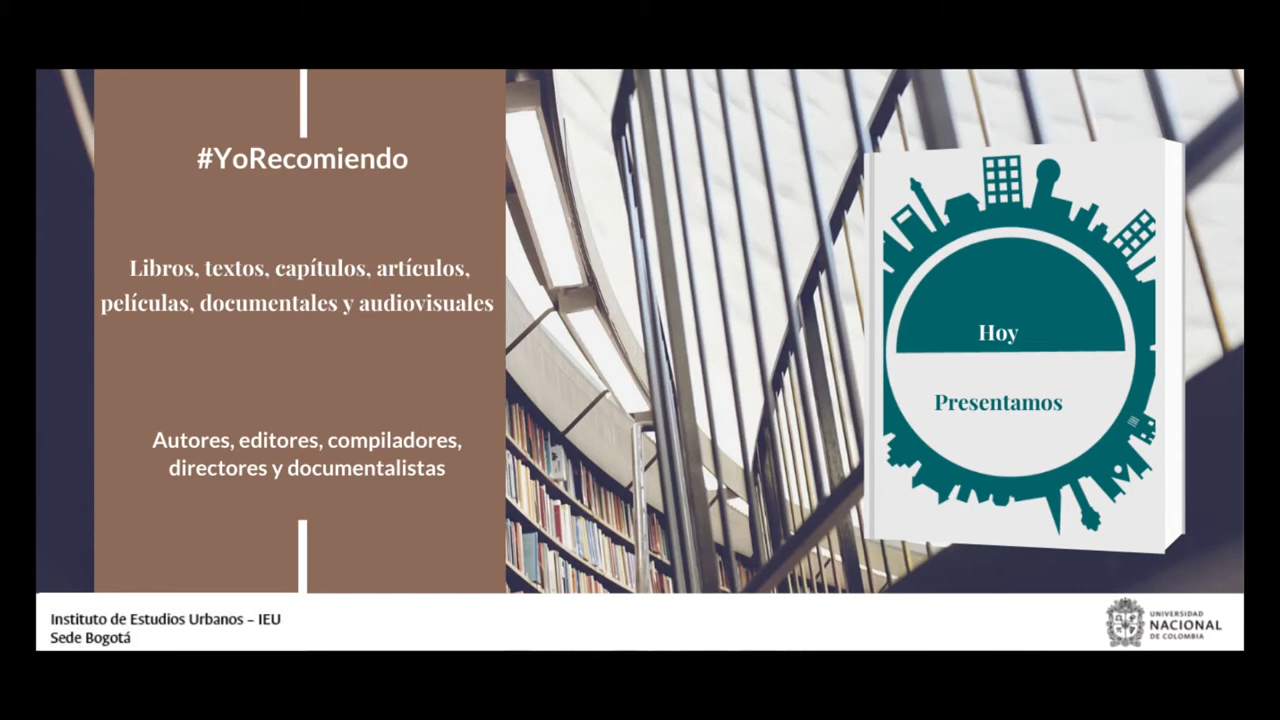 #YoRecomiendo
Libros, textos, capítulos, artículos,
películas, documentales y audiovisuales
Autores, editores, compiladores,
directores y documentalistas
Hoy
Presentamos
Instituto de Estudios Urbanos – IEU
Sede Bogotá
UNIVERSIDAD
NACIONAL
DE COLOMBIA